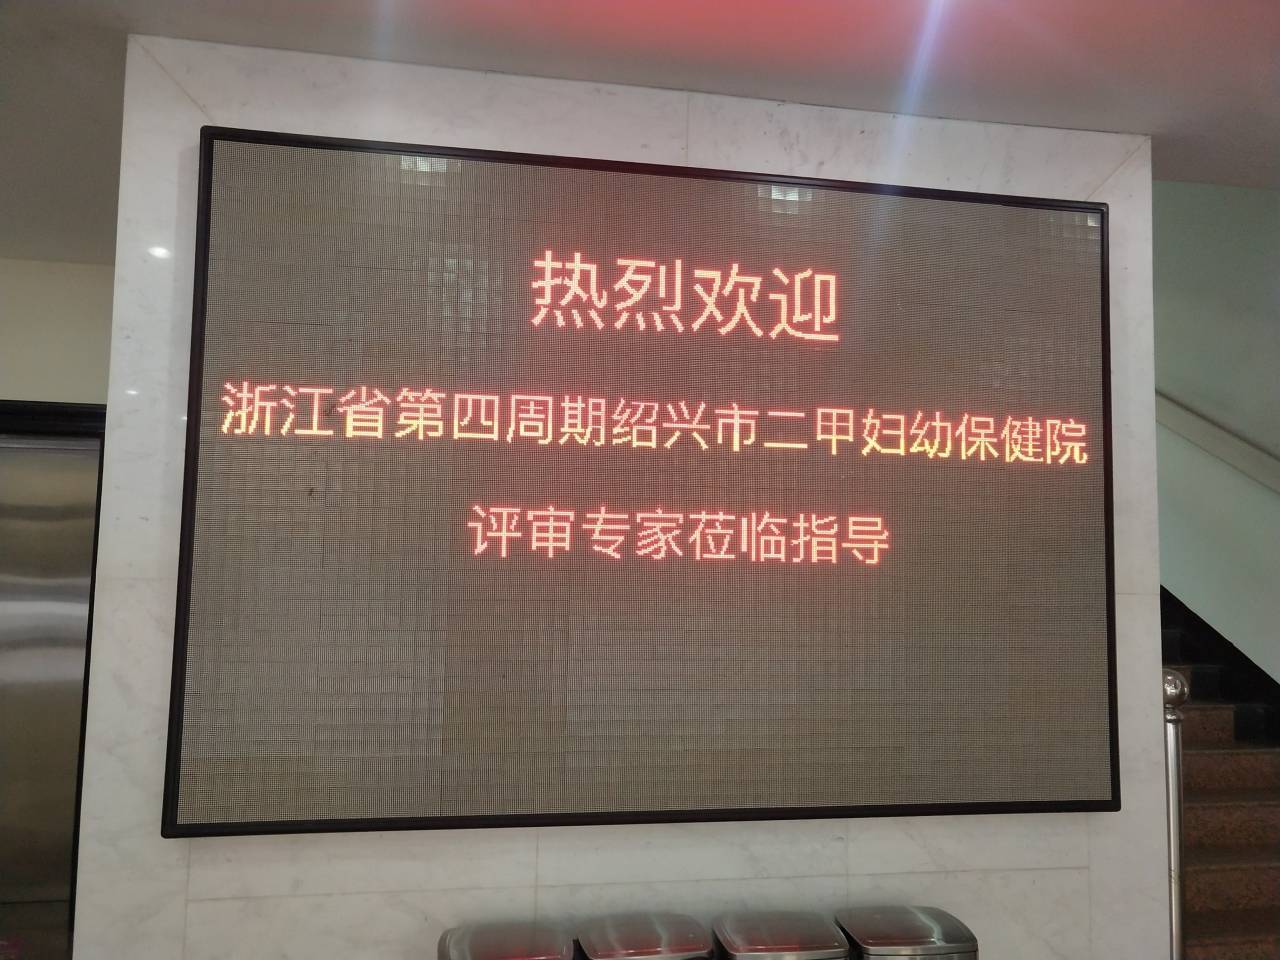 热烈欢迎
浙江省第四周期绍兴市二甲妇幼保健院
评审专家莅临指导